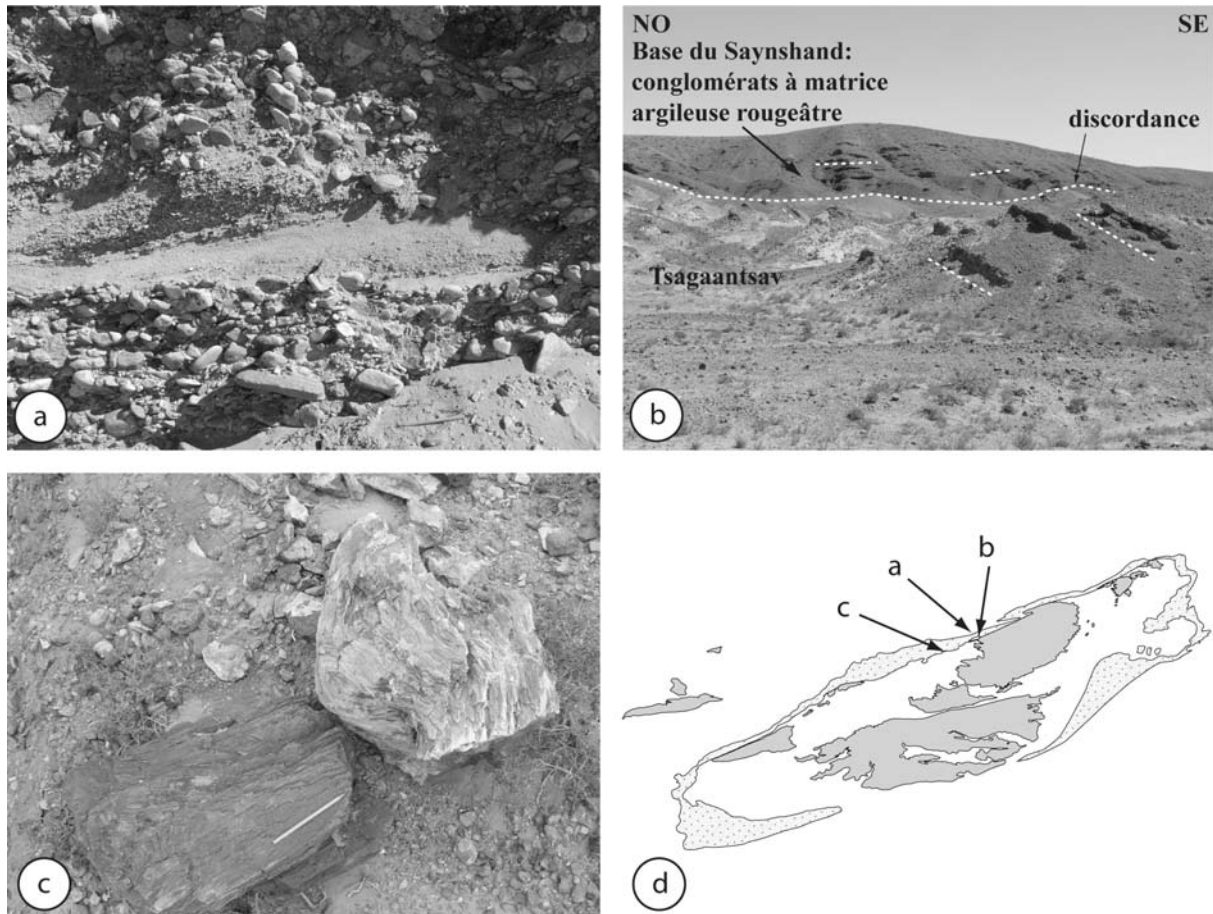 a
NO
SE
Base du Saynshand:
conglomérats à matrice
argileuse rougeâtre
discordance
Tsagaantsav
b
c
a
b
c
d